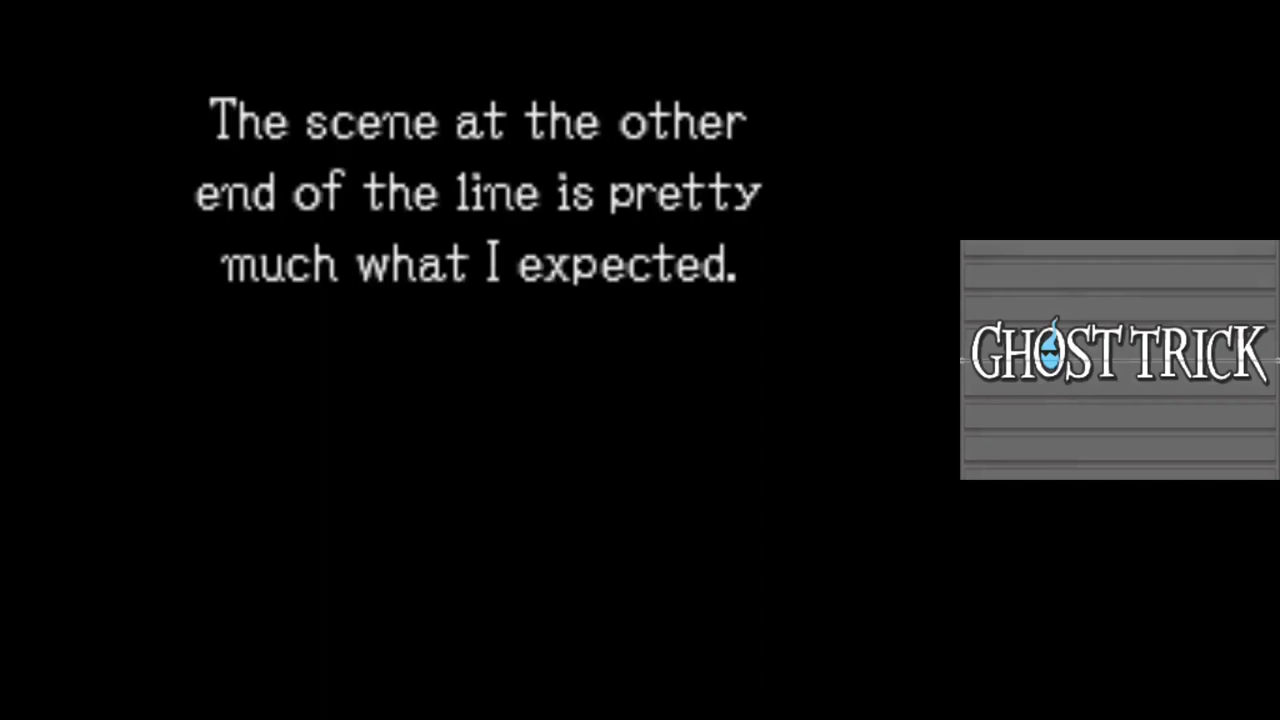 The scene at the other
end of the line is pretty
much what I expected.
GHOST TRICK